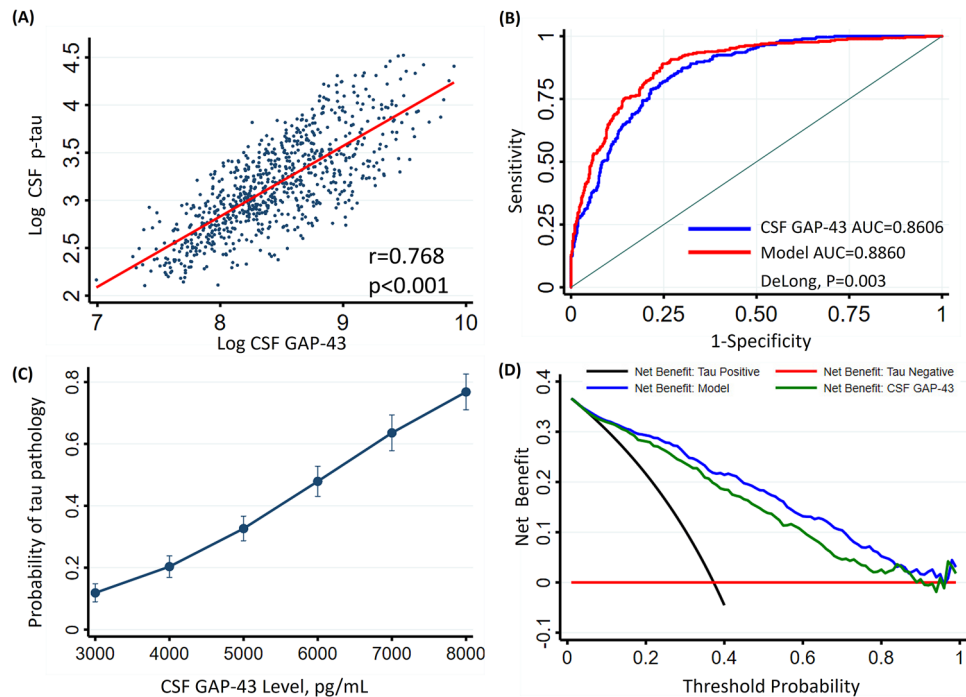 (A)
4.5
4
3.5
3
2.5
2
Log CSF p-tau
r=0.768
p<0.001
7
8
9
10
Log CSF GAP-43
(B)
1
0.75
0.50
0.25
0
Sensitivity
CSF GAP-43 AUC=0.8606
Model AUC=0.8860
DeLong, P=0.003
0
0.25
0.50
0.75
1
1-Specificity
(C)
0.8
0.6
0.4
0.2
0
Probability of tau pathology
3000
4000
5000
6000
7000
8000
CSF GAP-43 Level, pg/mL
(D)
Net Benefit: Tau Positive
Net Benefit: Tau Negative
Net Benefit: Model
Net Benefit: CSF GAP-43
0.4
0.3
0.2
0.1
0
-0.1
Net Benefit
0
0.2
0.4
0.6
0.8
1
Threshold Probability